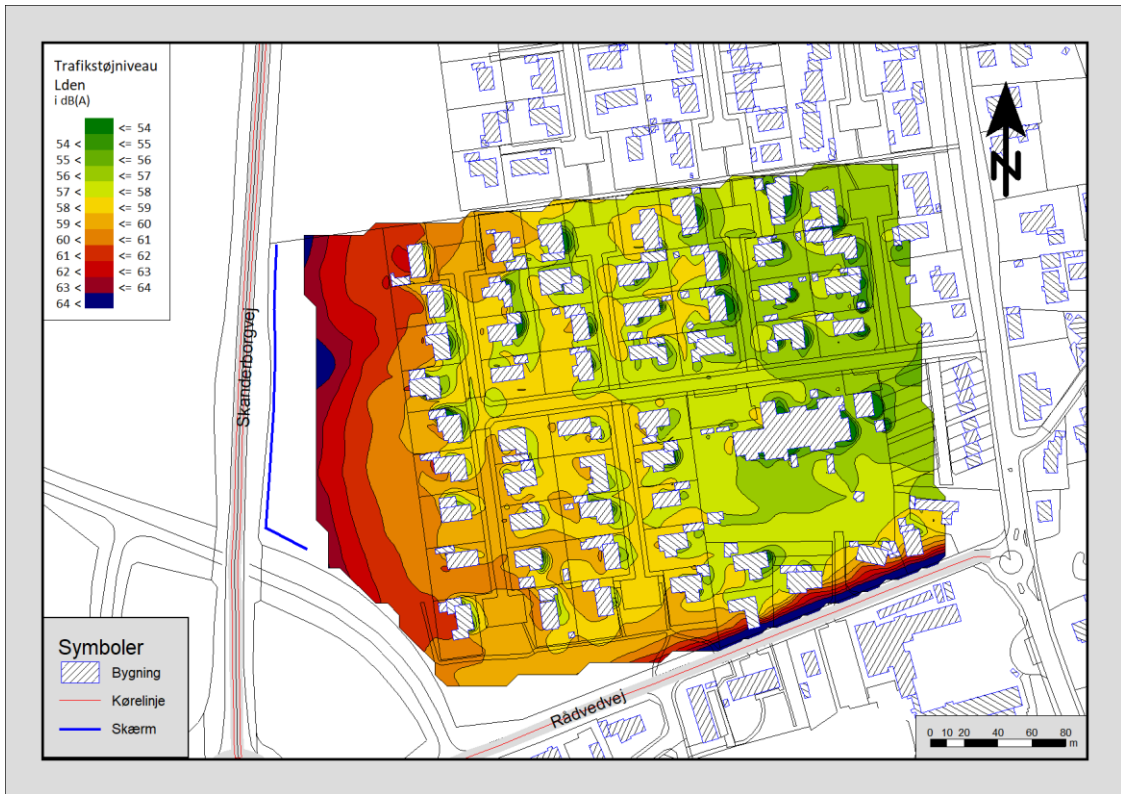 Trafikstøjniveau
Lden
i dB(A)
<= 54
54 < <= 55
55 < <= 56
56 < <= 57
57 < <= 58
58 < <= 59
59 < <= 60
60 < <= 61
61 < <= 62
62 < <= 63
63 < <= 64
64 <
N
Skanderborgvej
Rådvedvej
Symboler
Bygning
Kørelinje
Skærm
0 10 20 40 60 80
m